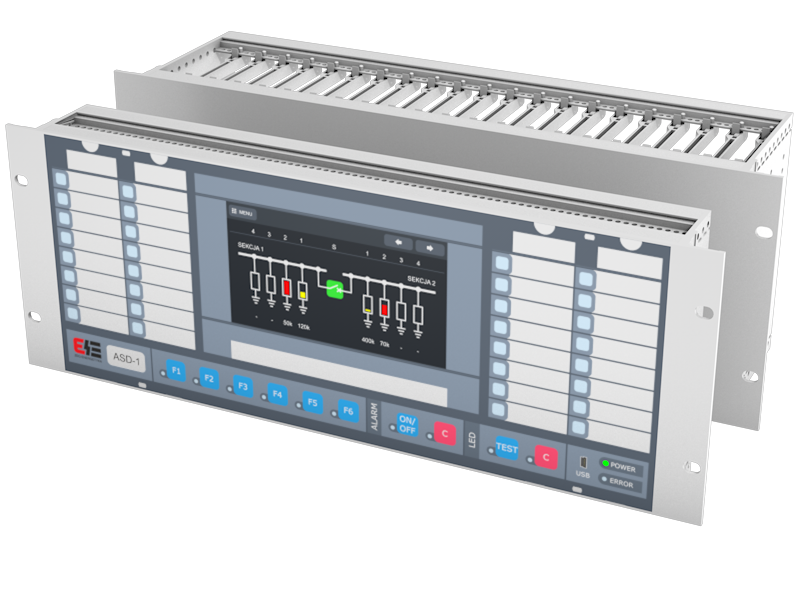 MENU
4 3 2 1 S 1 2 3 4
SEKCJA 1
SEKCJA 2
- - 50k 120k
400k 70k - -
ASD-1
F1
F2
F3
F4
F5
F6
ALARM
ON/
OFF
C
LED
TEST
C
USB
POWER
ERROR